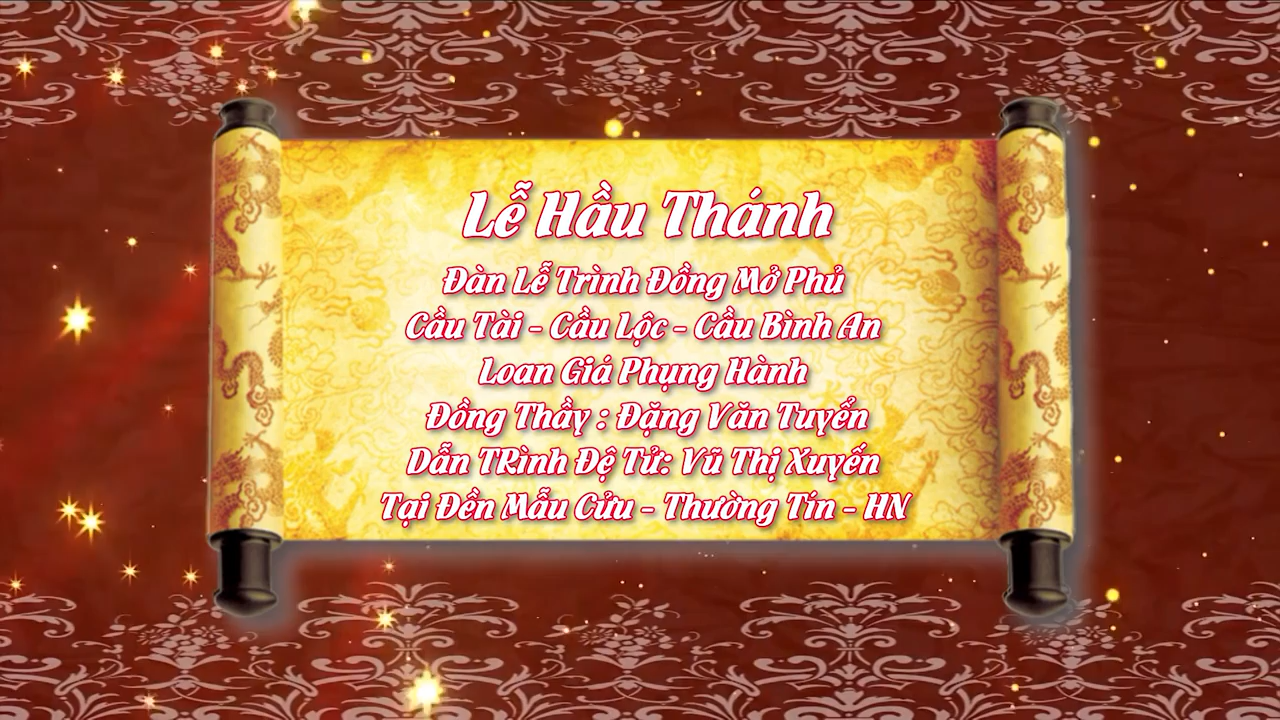 Lễ Hầu Thánh
Đàn Lễ Trình Đồng Mở Phủ
Cầu Tài - Cầu Lộc - Cầu Bình An
Loan Giá Phụng Hành
Đồng Thầy : Đặng Văn Tuyển
Dẫn TRình Đệ Tử: Vũ Thị Xuyến
Tại Đền Mẫu Cửu - Thường Tín - HN